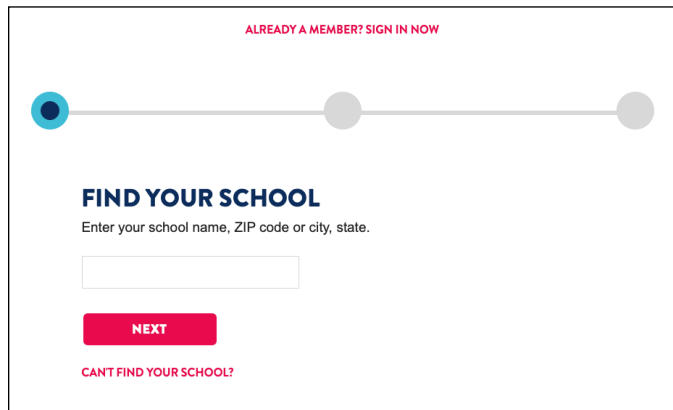 ALREADY A MEMBER? SIGN IN NOW
FIND YOUR SCHOOL
Enter your school name, ZIP code or city, state.
NEXT
CAN'T FIND YOUR SCHOOL?